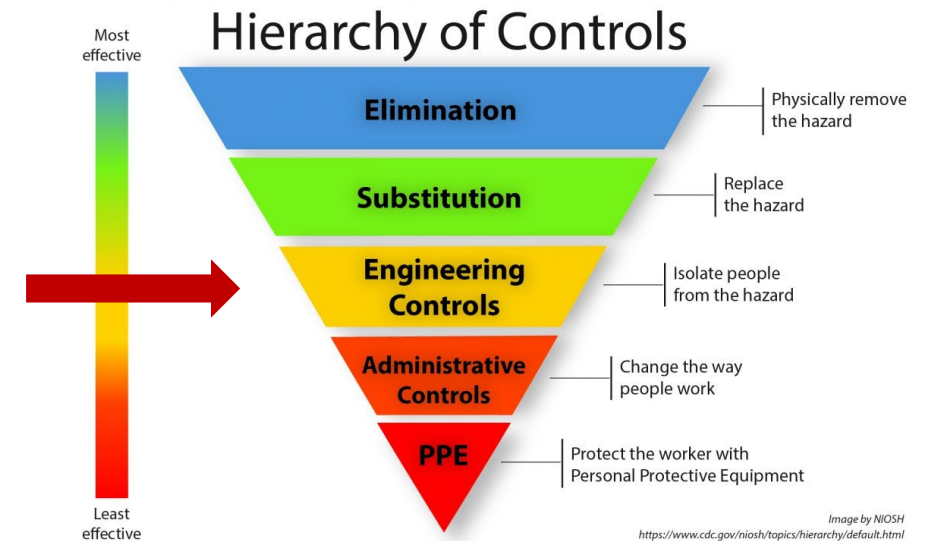 Hierarchy of Controls
Most
effective
Elimination
Physically remove
the hazard
Substitution
Replace
the hazard
Engineering
Controls
Isolate people
from the hazard
Administrative
Controls
Change the way
people work
PPE
Protect the worker with
Personal Protective Equipment
Least
effective
Image by NIOSH
https://www.cdc.gov/niosh/topics/hierarchy/default.html